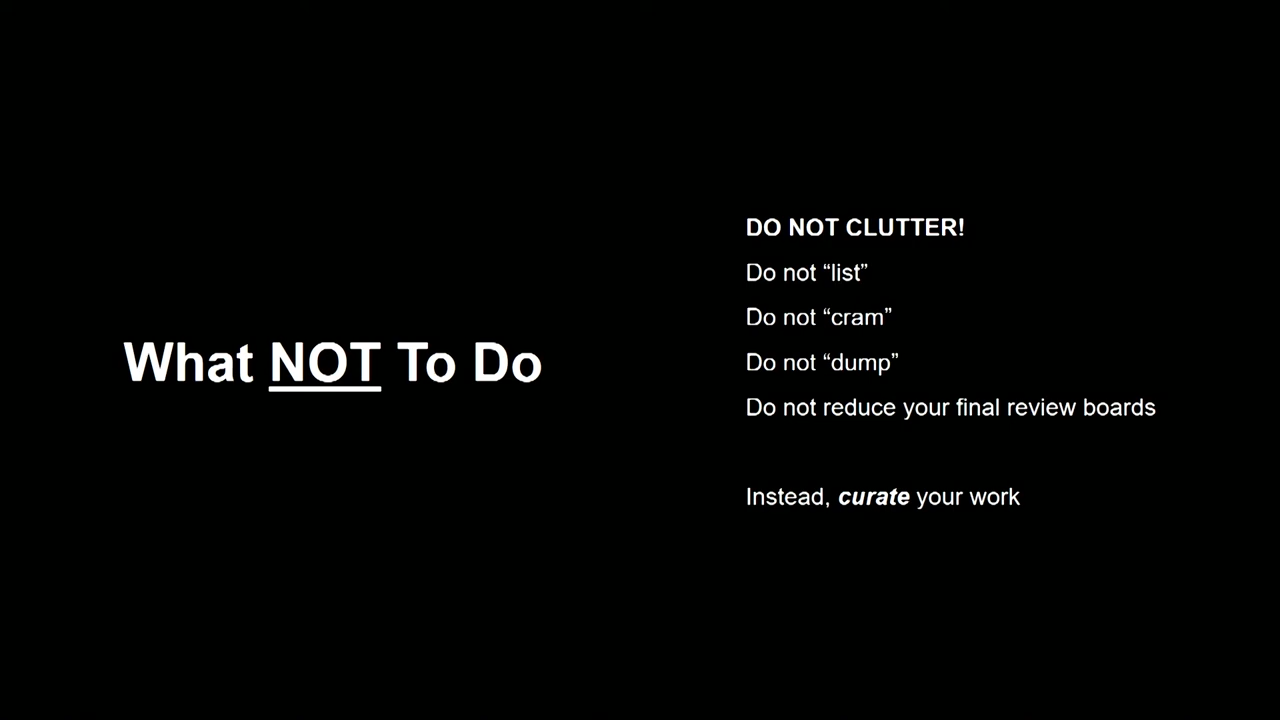 What NOT To Do
DO NOT CLUTTER!
Do not “list”
Do not “cram”
Do not “dump”
Do not reduce your final review boards
Instead, curate your work